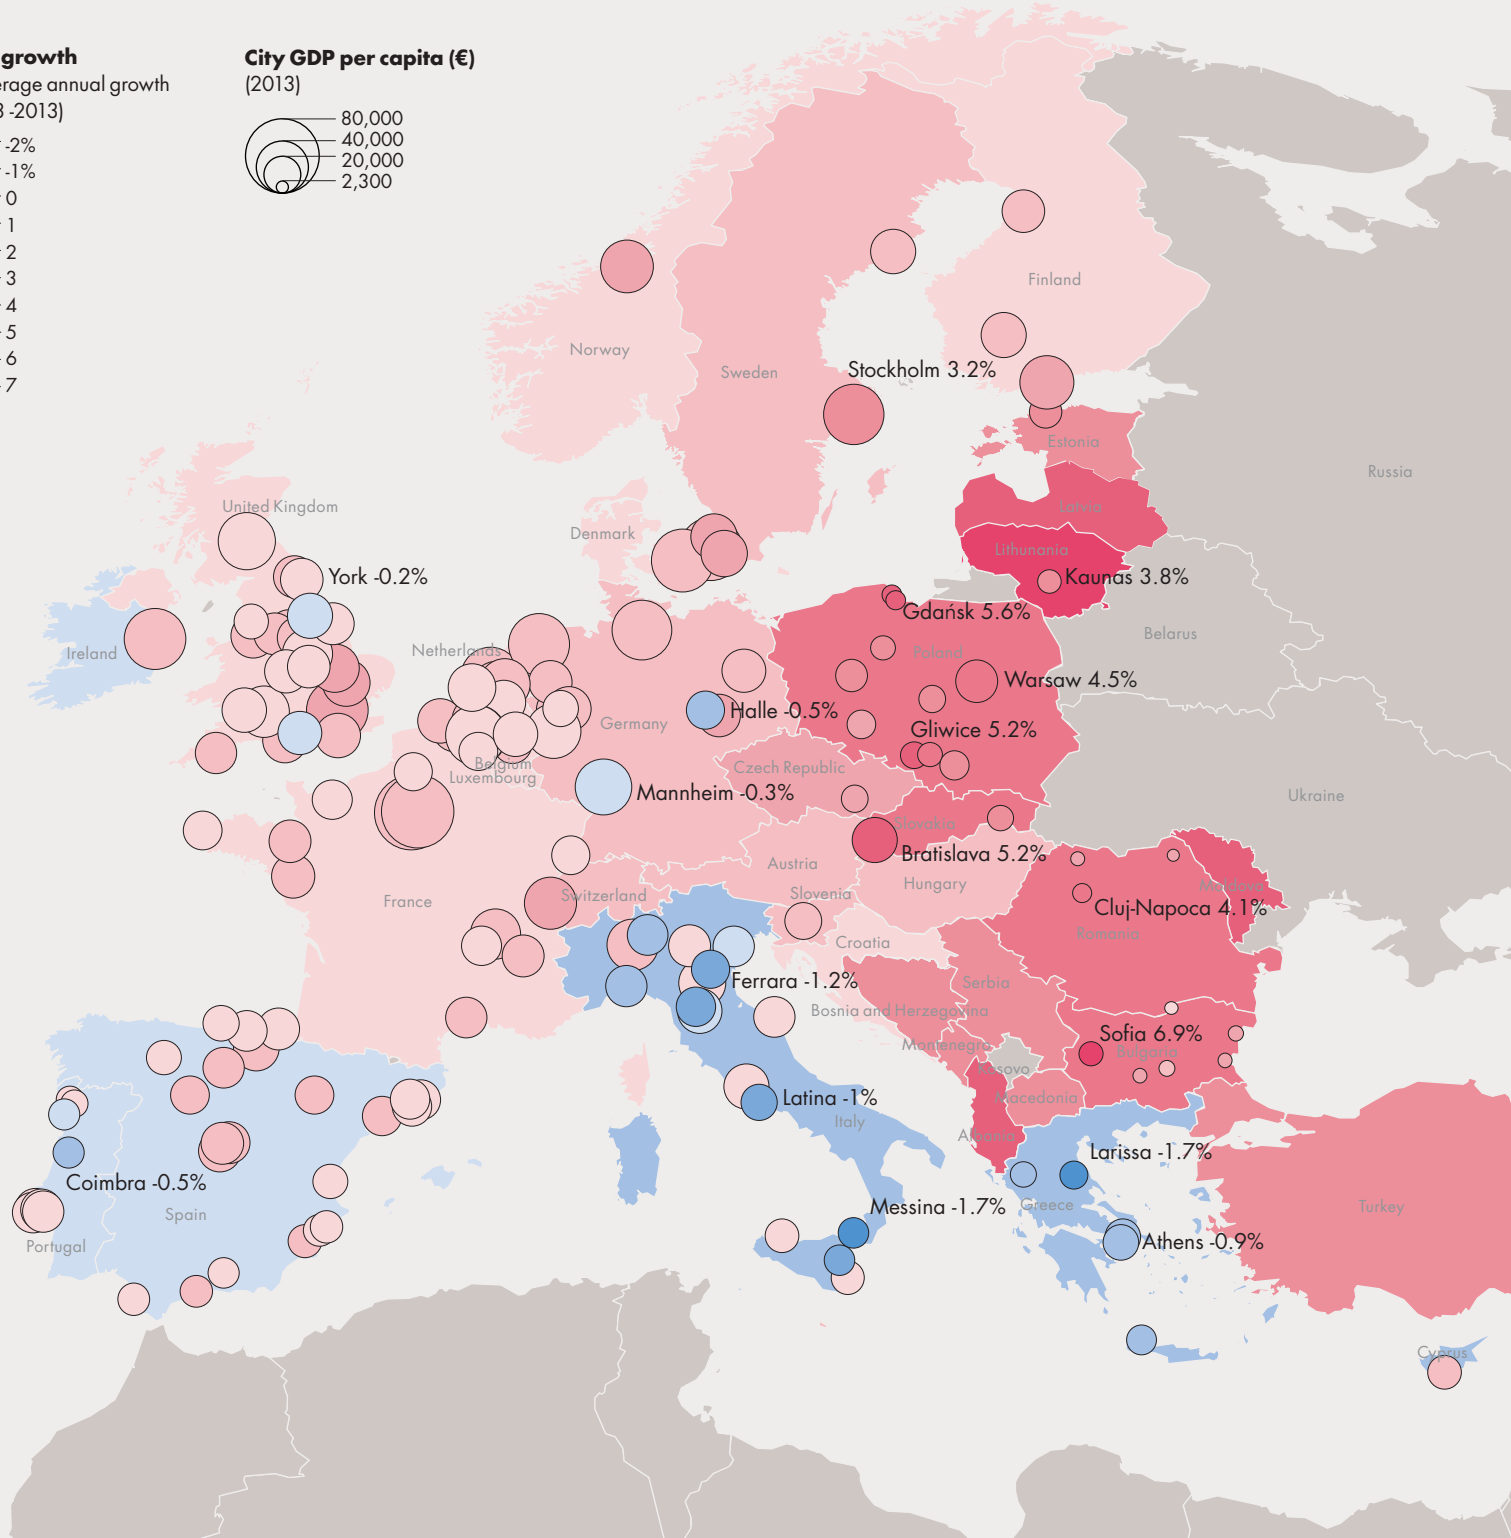 growth
erage annual growth
3 -2013)
-2%
-1%
0
1
2
3
4
5
6
7
City GDP per capita (€)
(2013)
80,000
40,000
20,000
2,300
Finland
Norway
Sweden
Stockholm 3.2%
Estonia
Russia
Latvia
United Kingdom
Denmark
Lithunania
York -0.2%
Kaunas 3.8%
Gdańsk 5.6%
Belarus
Ireland
Netherlands
Poland
Warsaw 4.5%
Halle -0.5%
Germany
Gliwice 5.2%
Belgium
Luxembourg
Czech Republic
Mannheim -0.3%
Ukraine
Slovakia
Bratislava 5.2%
Austria
Hungary
Moldova
Switzerland
Slovenia
France
Cluj-Napoca 4.1%
Romania
Croatia
Ferrara -1.2%
Serbia
Bosnia and Herzegovina
Sofia 6.9%
Montenegro
Bulgaria
Kosovo
Latina -1%
Macedonia
Italy
Albania
Larissa -1.7%
Coimbra -0.5%
Messina -1.7%
Greece
Turkey
Spain
Portugal
Athens -0.9%
Cyprus